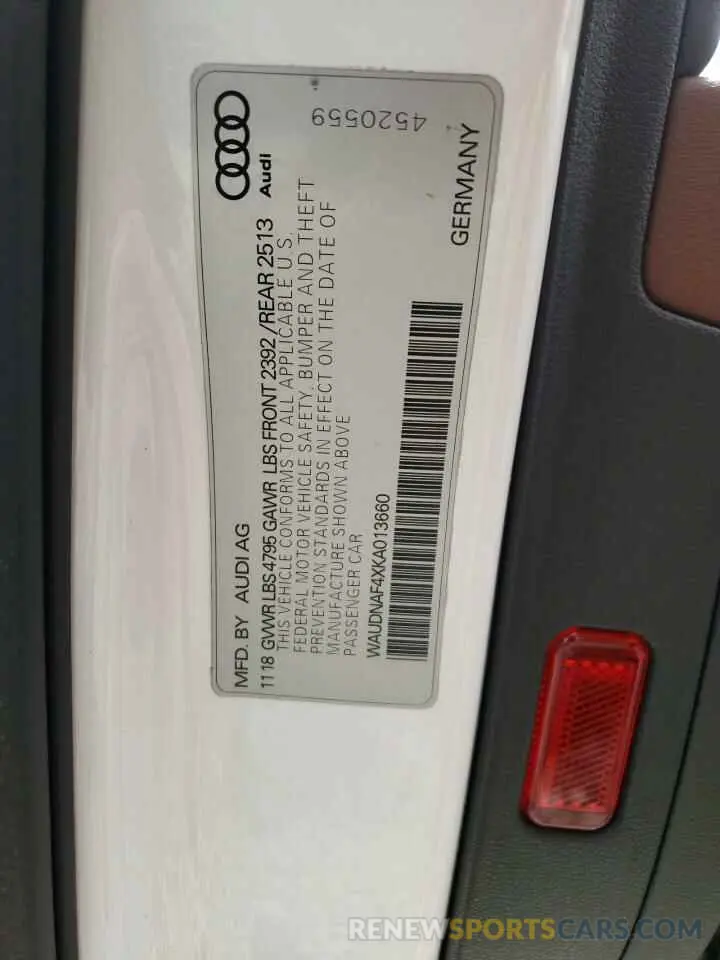 Audi
4520559
MFD. BY AUDI AG
11 18 GVWR LBS 4795 GAWR LBS FRONT 2392 /REAR 2513
THIS VEHICLE CONFORMS TO ALL APPLICABLE U.S.
FEDERAL MOTOR VEHICLE SAFETY, BUMPER AND THEFT
PREVENTION STANDARDS IN EFFECT ON THE DATE OF
MANUFACTURE SHOWN ABOVE
PASSENGER CAR
WAUDNAF4XKA013660
GERMANY
RENEWSPORTSCARS.COM